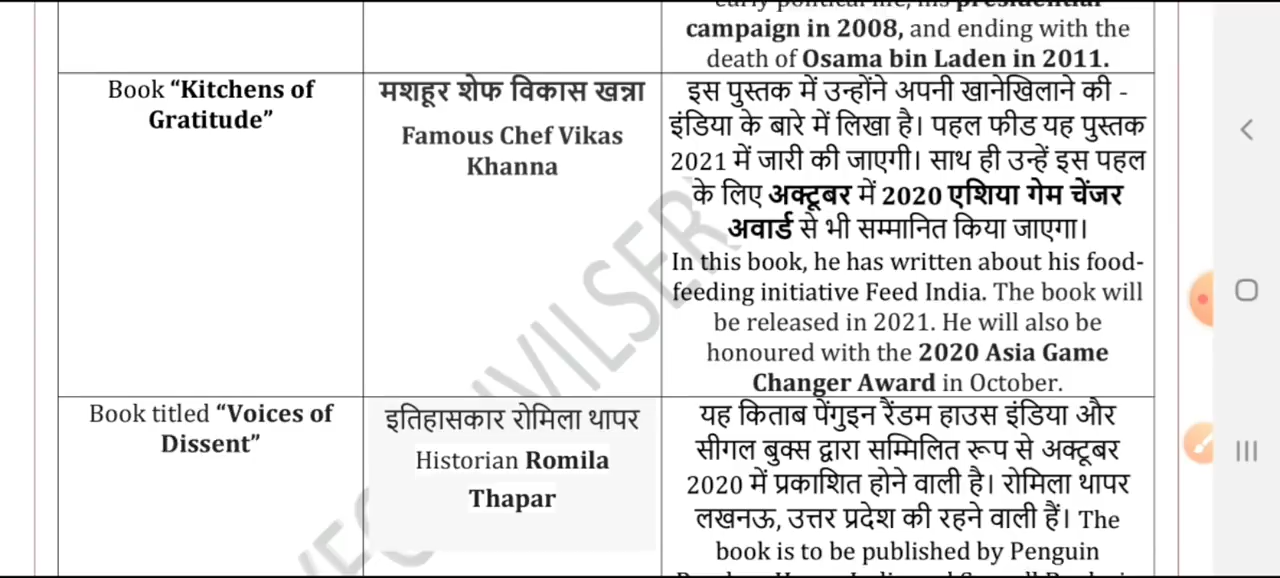 early political life, his presidential
campaign in 2008, and ending with the
death of Osama bin Laden in 2011.
Book “Kitchens of
Gratitude”
मशहूर शेफ विकास खन्ना
Famous Chef Vikas
Khanna
इस पुस्तक में उन्होंने अपनी खानेखिलाने की -
इंडिया के बारे में लिखा है। पहल फीड यह पुस्तक
2021 में जारी की जाएगी। साथ ही उन्हें इस पहल
के लिए अक्टूबर में 2020 एशिया गेम चेंजर
अवार्ड से भी सम्मानित किया जाएगा।
In this book, he has written about his food-
feeding initiative Feed India. The book will
be released in 2021. He will also be
honoured with the 2020 Asia Game
Changer Award in October.
Book titled “Voices of
Dissent”
इतिहासकार रोमिला थापर
Historian Romila
Thapar
यह किताब पेंगुइन रैंडम हाउस इंडिया और
सीगल बुक्स द्वारा सम्मिलित रूप से अक्टूबर
2020 में प्रकाशित होने वाली है। रोमिला थापर
लखनऊ, उत्तर प्रदेश की रहने वाली हैं। The
book is to be published by Penguin